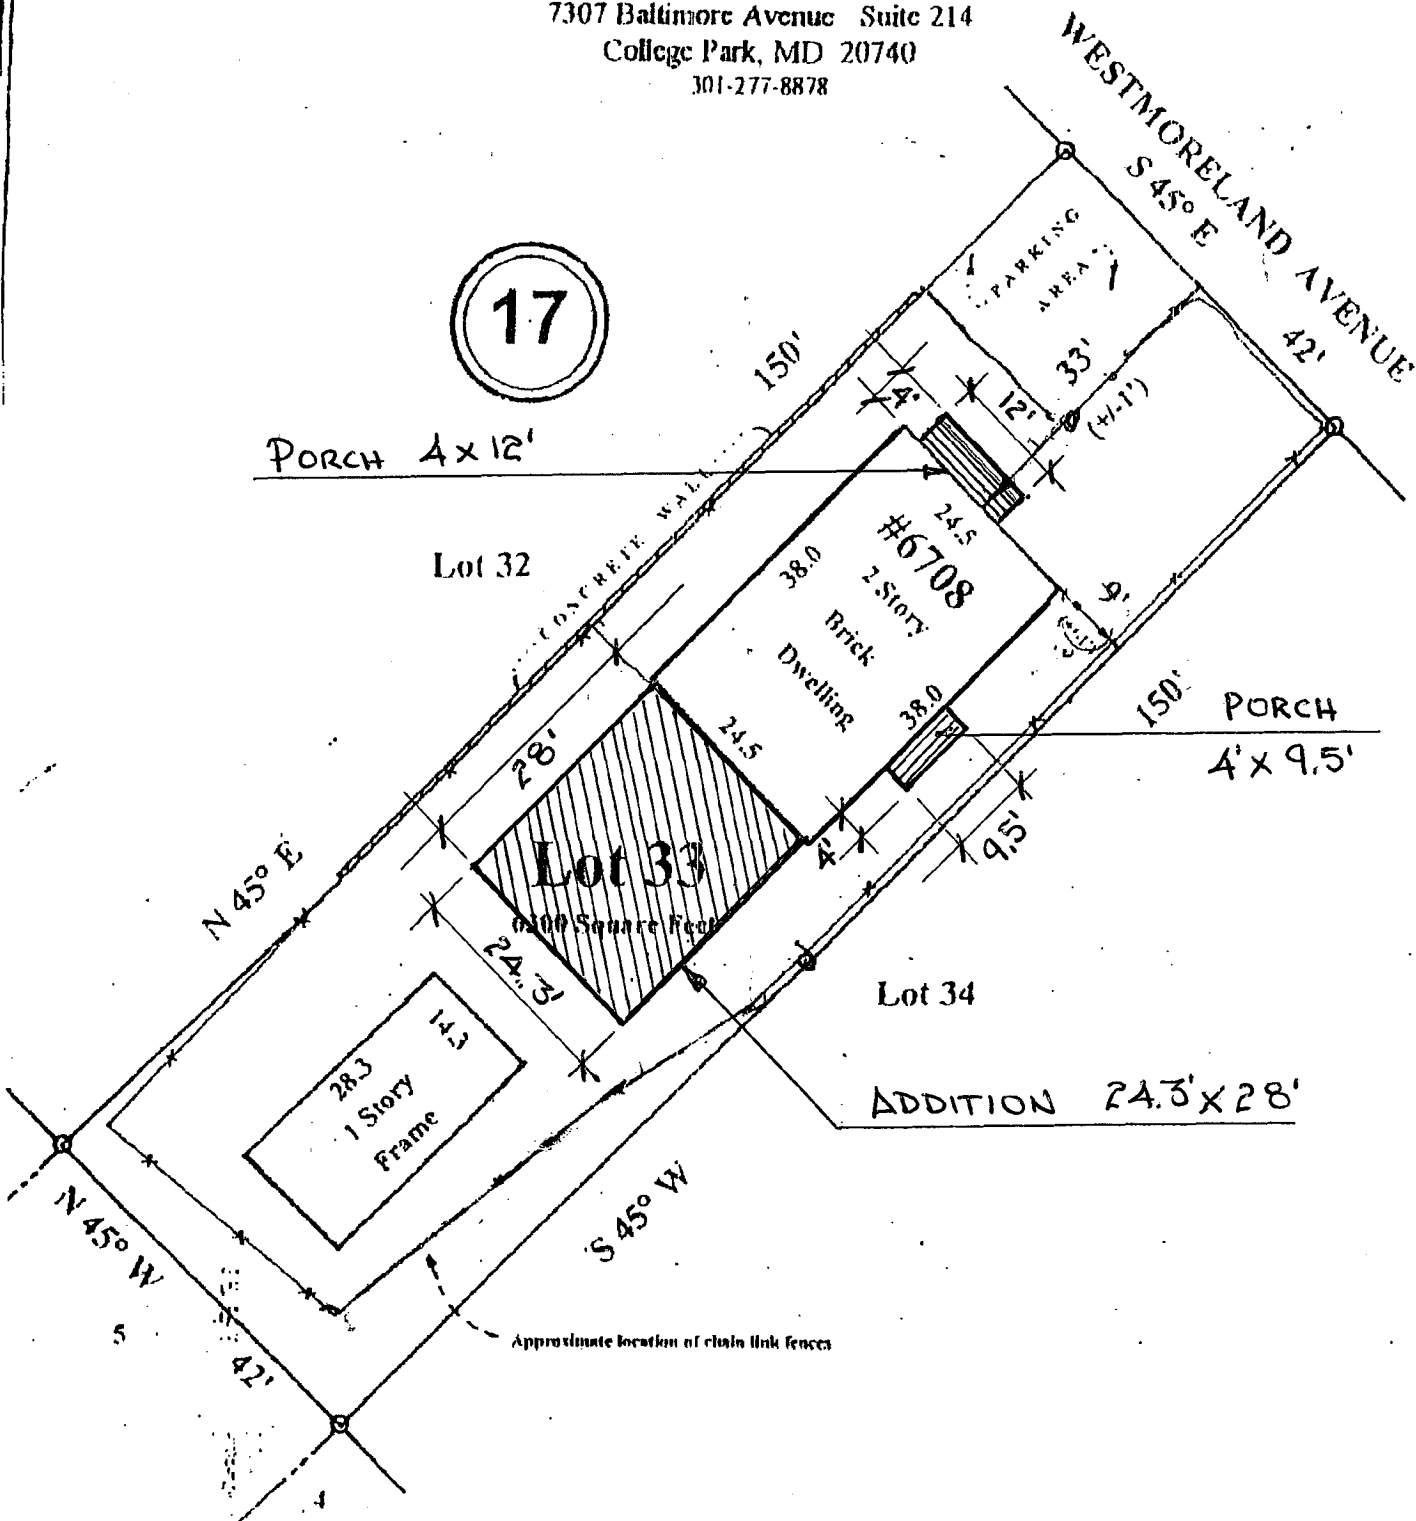 7307 Baltimore Avenue Suite 214
College Park, MD 20740
301-277-8878
WESTMORELAND AVENUE
S 45° E
42'
PARKING
AREA
17
150'
33'
(+/-1')
4'
12'
PORCH 4 x 12'
CONCRETE WALL
Lot 32
24.5
#6708
2 Story
Brick
Dwelling
38.0
38.0
9'
24.5
150'
PORCH
4' x 9.5'
28'
4'
9.5'
Lot 33
6300 Square Feet
N 45° E
24.3'
Lot 34
ADDITION 24.3' x 28'
14.3
28.3
1 Story
Frame
S 45° W
N 45° W
42'
5
Approximate location of chain link fences
4